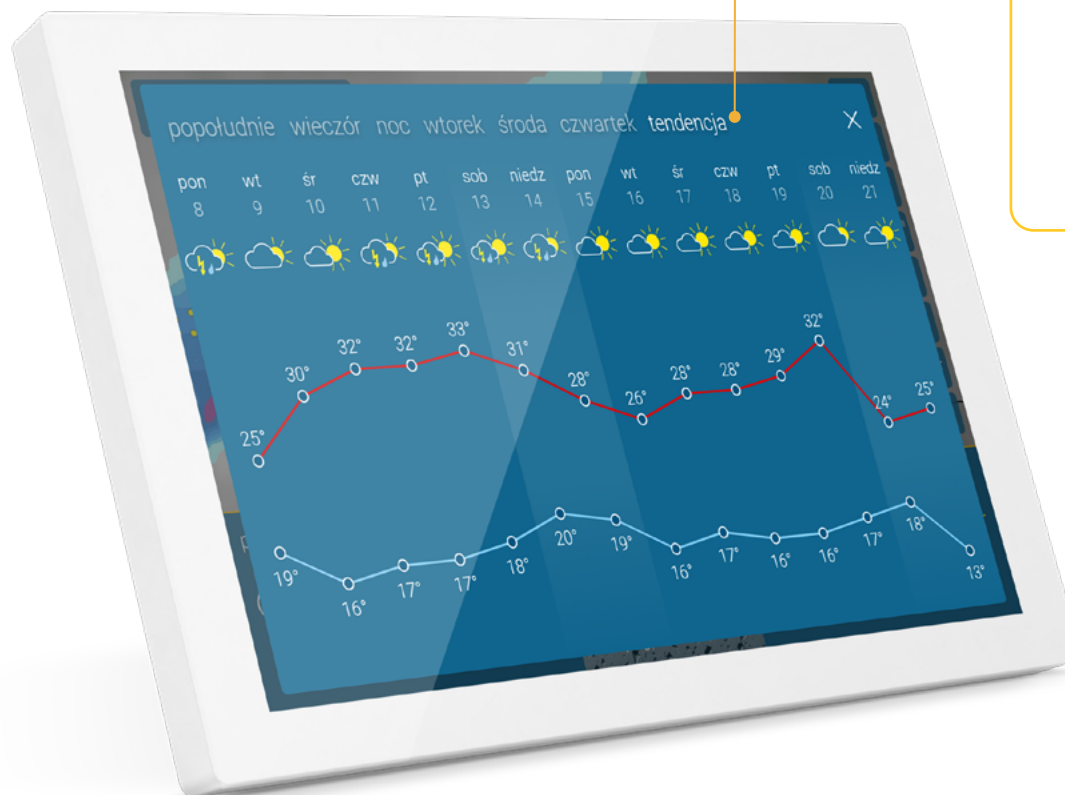 popołudnie wieczór noc wtorek środa czwartek tendencja X
pon wt śr czw pt sob niedz pon wt śr czw pt sob niedz
8 9 10 11 12 13 14 15 16 17 18 19 20 21
25° 30° 32° 32° 33° 31° 28° 26° 28° 28° 29° 32° 24° 25°
19° 16° 17° 17° 18° 20° 19° 16° 17° 16° 16° 17° 18° 13°